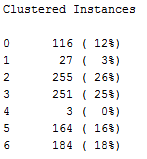 Clustered Instances
0 116 ( 12%)
1 27 ( 3%)
2 255 ( 26%)
3 251 ( 25%)
4 3 ( 0%)
5 164 ( 16%)
6 184 ( 18%)